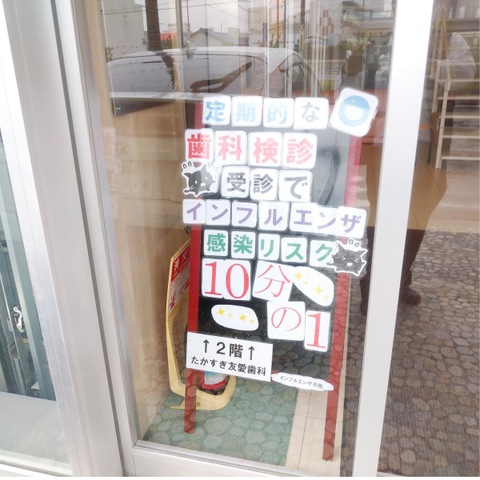 定期的な
歯科検診
受診で
インフルエンザ
感染リスク
10分
の1
↑2階↑
たかすぎ友愛歯科
インフルエンザ予防